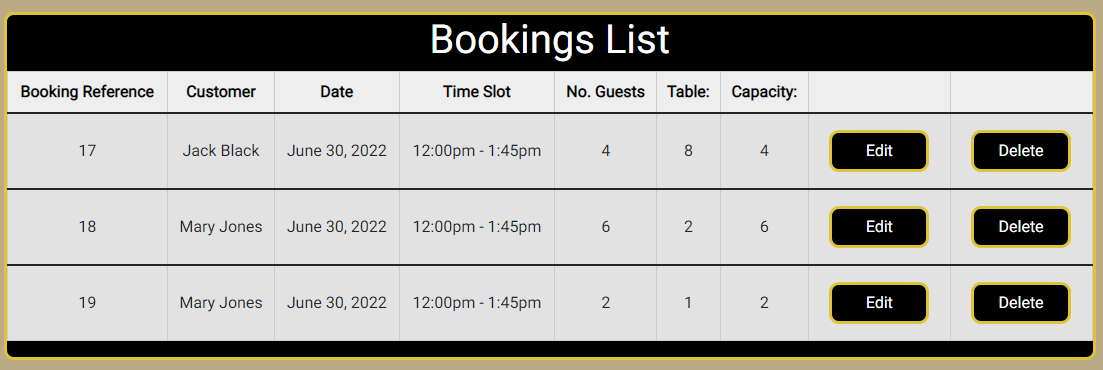 Bookings List
Booking Reference Customer Date Time Slot No. Guests Table: Capacity:
17 Jack Black June 30, 2022 12:00pm - 1:45pm 4 8 4 Edit Delete
18 Mary Jones June 30, 2022 12:00pm - 1:45pm 6 2 6 Edit Delete
19 Mary Jones June 30, 2022 12:00pm - 1:45pm 2 1 2 Edit Delete